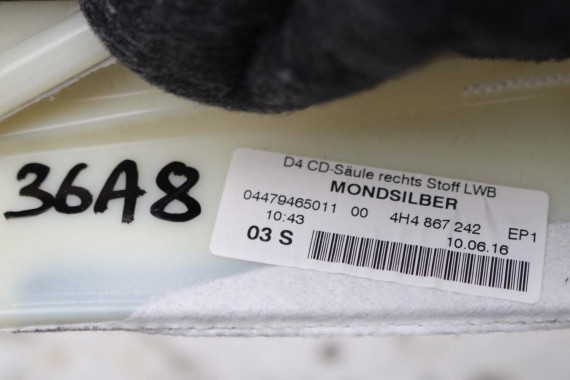 36A8
D4 CD-Säule rechts Stoff LWB
MONDSILBER
04479465011 00 4H4 867 242 EP1
10:43 10.06.16
03 S